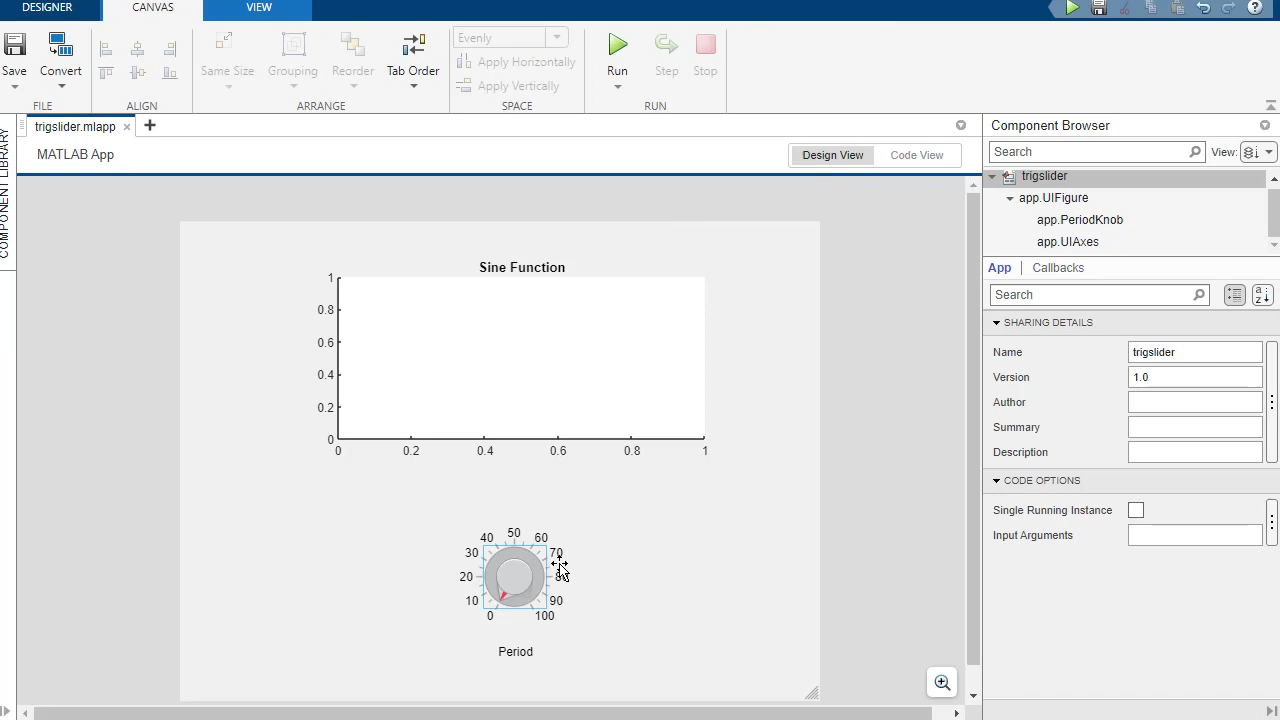 DESIGNER CANVAS VIEW
Save Convert Same Size Grouping Reorder Tab Order Evenly Run Step Stop
Apply Horizontally
Apply Vertically
FILE ALIGN ARRANGE SPACE RUN
trigslider.mlapp × +
MATLAB App Design View Code View
COMPONENT LIBRARY
Sine Function
1
0.8
0.6
0.4
0.2
0
0 0.2 0.4 0.6 0.8 1
50
40 60
30 70
20
10 90
0 100
Period
Component Browser
Search View:
trigslider
app.UIFigure
app.PeriodKnob
app.UIAxes
App | Callbacks
Search
SHARING DETAILS
Name trigslider
Version 1.0
Author
Summary
Description
CODE OPTIONS
Single Running Instance
Input Arguments